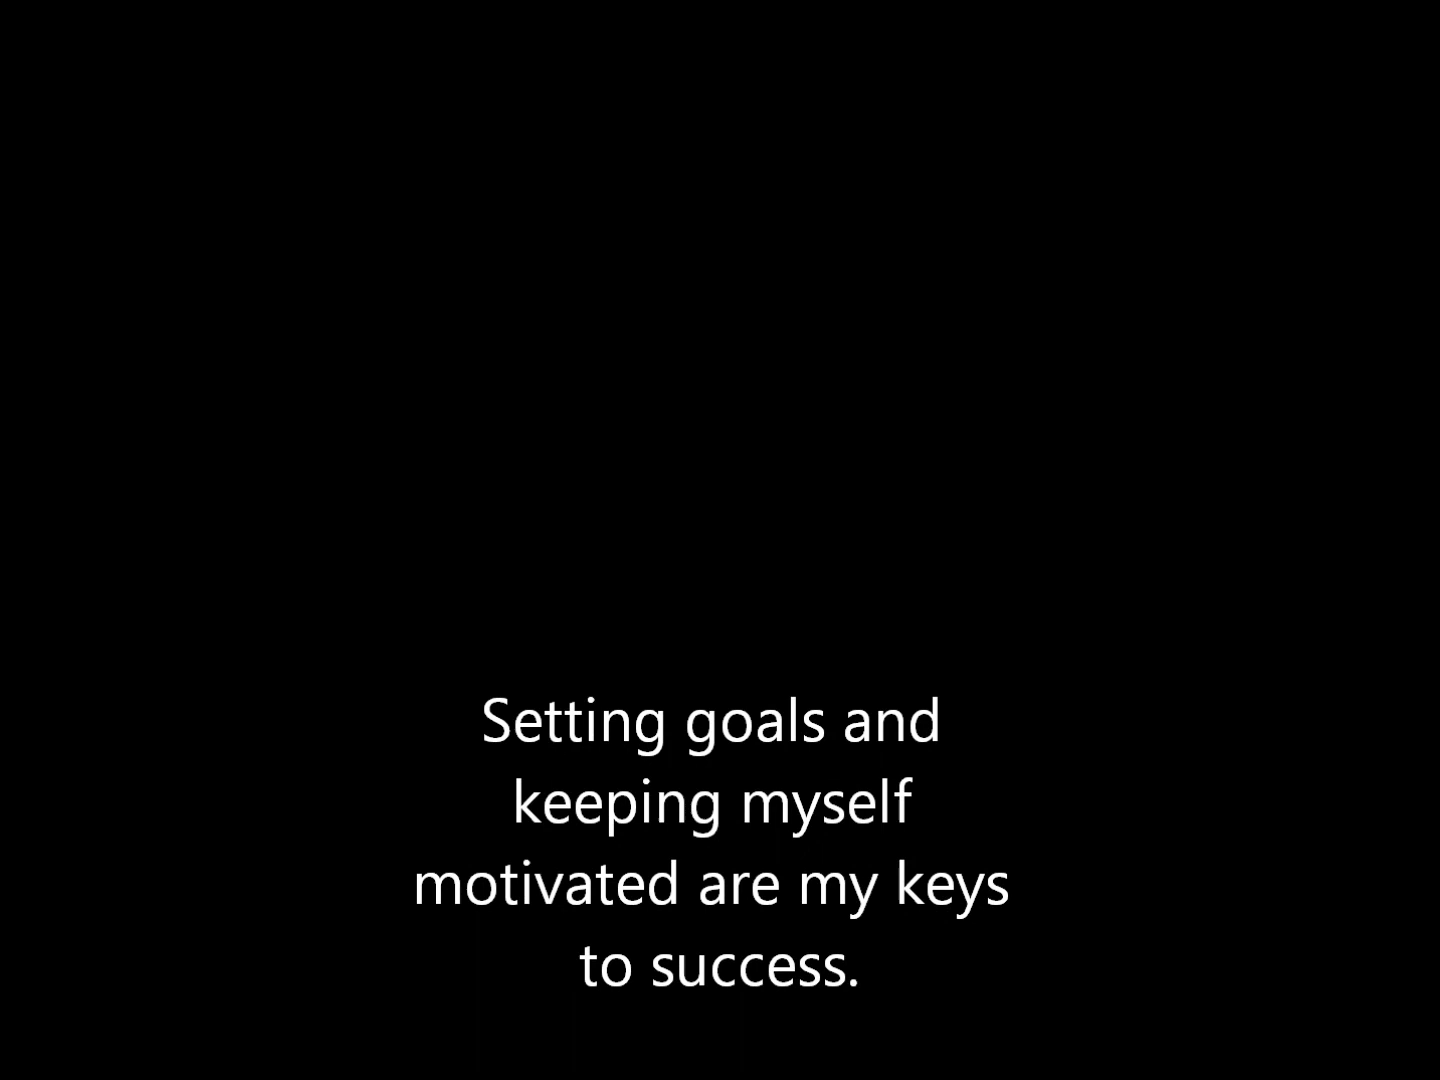 Setting goals and
keeping myself
motivated are my keys
to success.